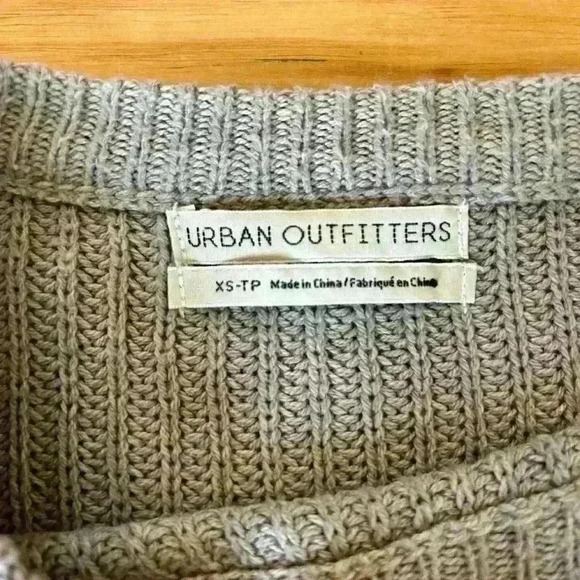 URBAN OUTFITTERS
XS-TP Made in China / Fabriqué en Chine